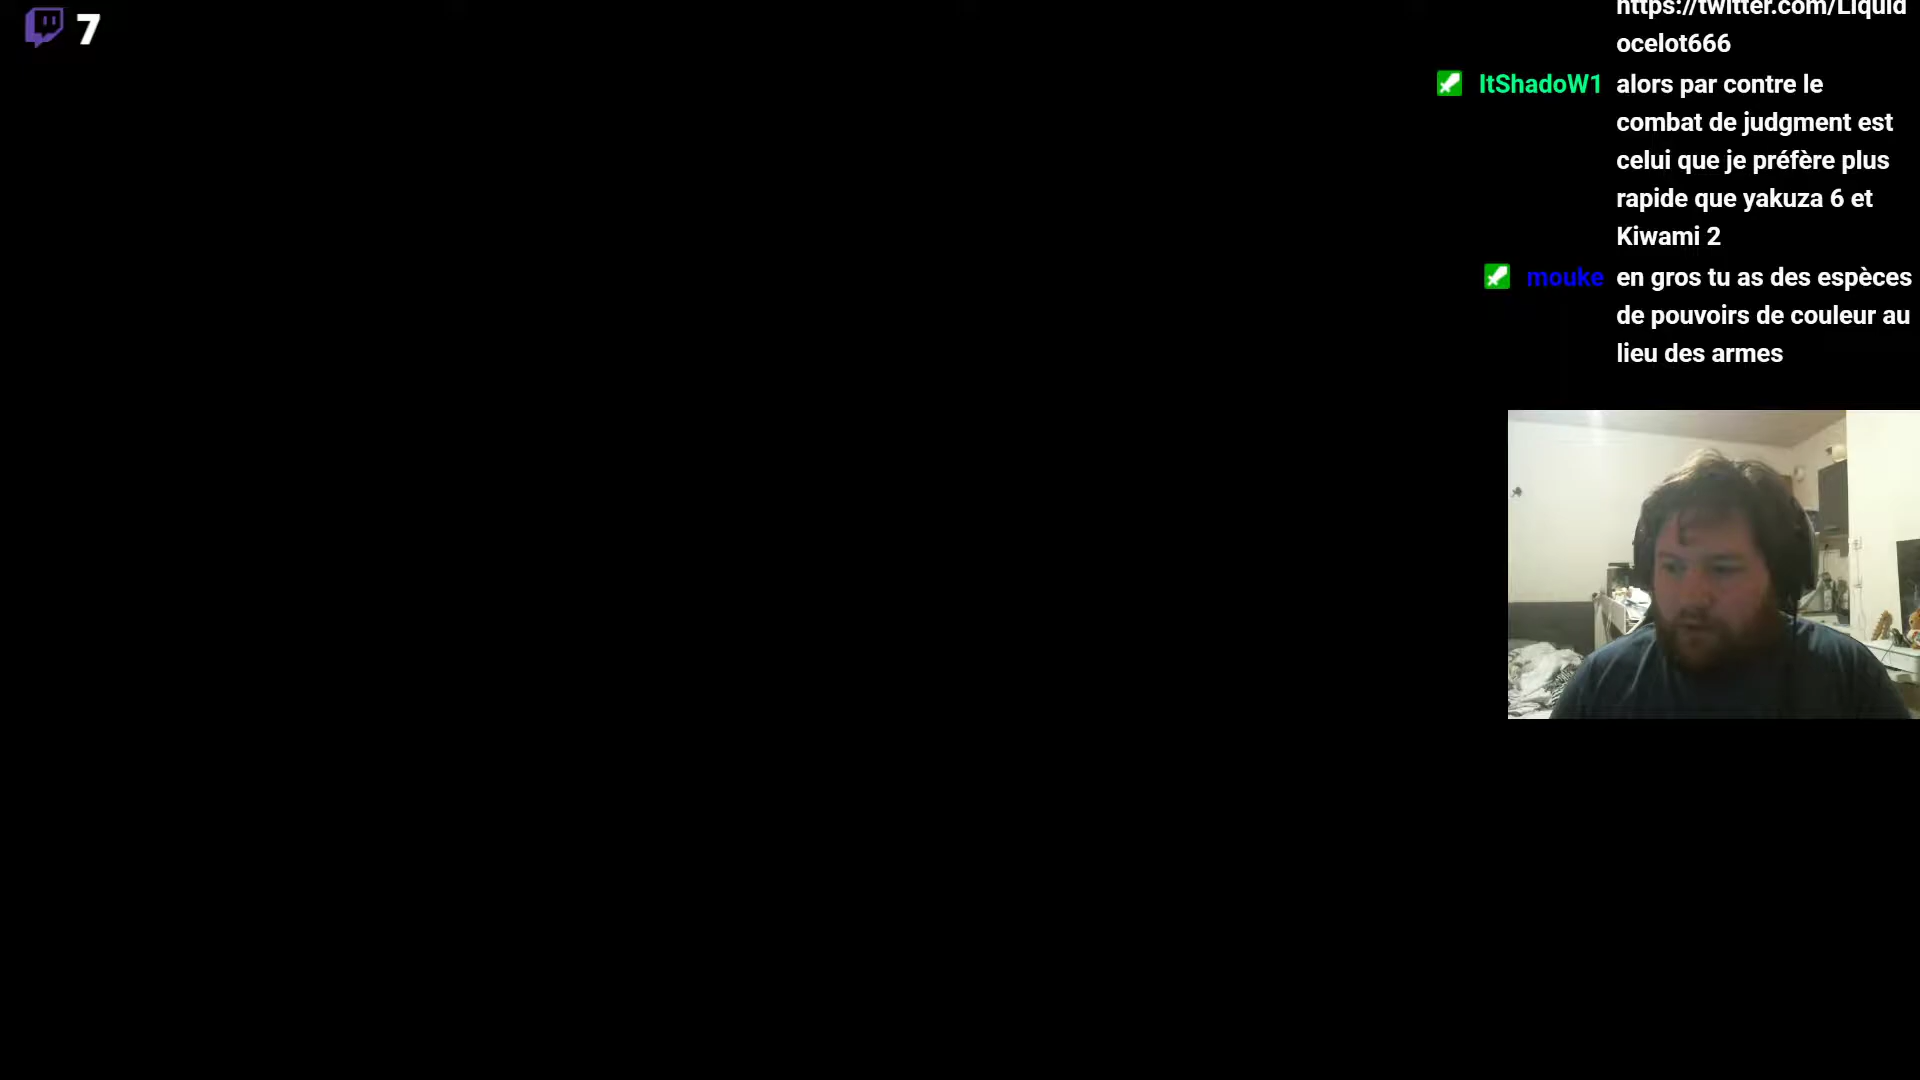 7
https://twitter.com/Liquid
ocelot666
ItShadoW1 alors par contre le
combat de judgment est
celui que je préfère plus
rapide que yakuza 6 et
Kiwami 2
mouke en gros tu as des espèces
de pouvoirs de couleur au
lieu des armes